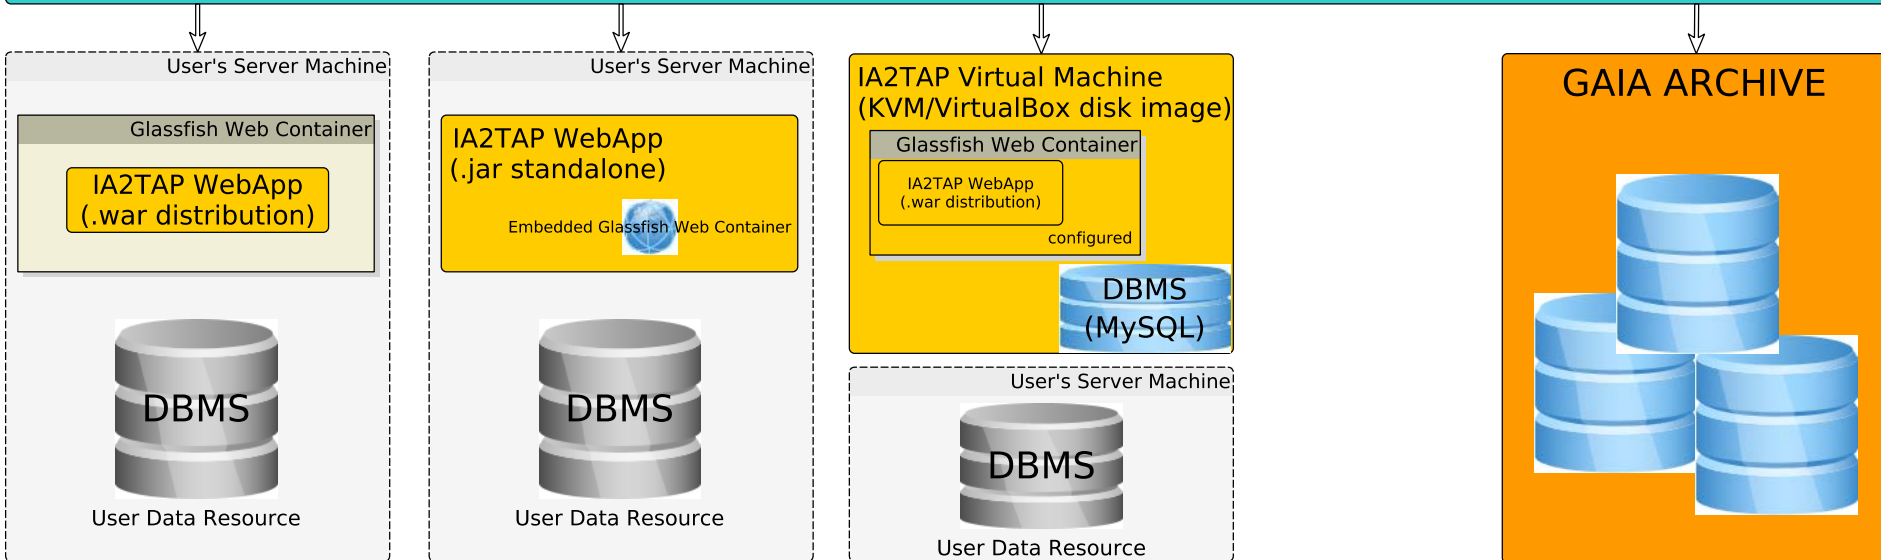 User's Server Machine
Glassfish Web Container
IA2TAP WebApp
(.war distribution)
DBMS
User Data Resource
User's Server Machine
IA2TAP WebApp
(.jar standalone)
Embedded Glassfish Web Container
DBMS
User Data Resource
IA2TAP Virtual Machine
(KVM/VirtualBox disk image)
Glassfish Web Container
IA2TAP WebApp
(.war distribution)
configured
DBMS
(MySQL)
User's Server Machine
DBMS
User Data Resource
GAIA ARCHIVE